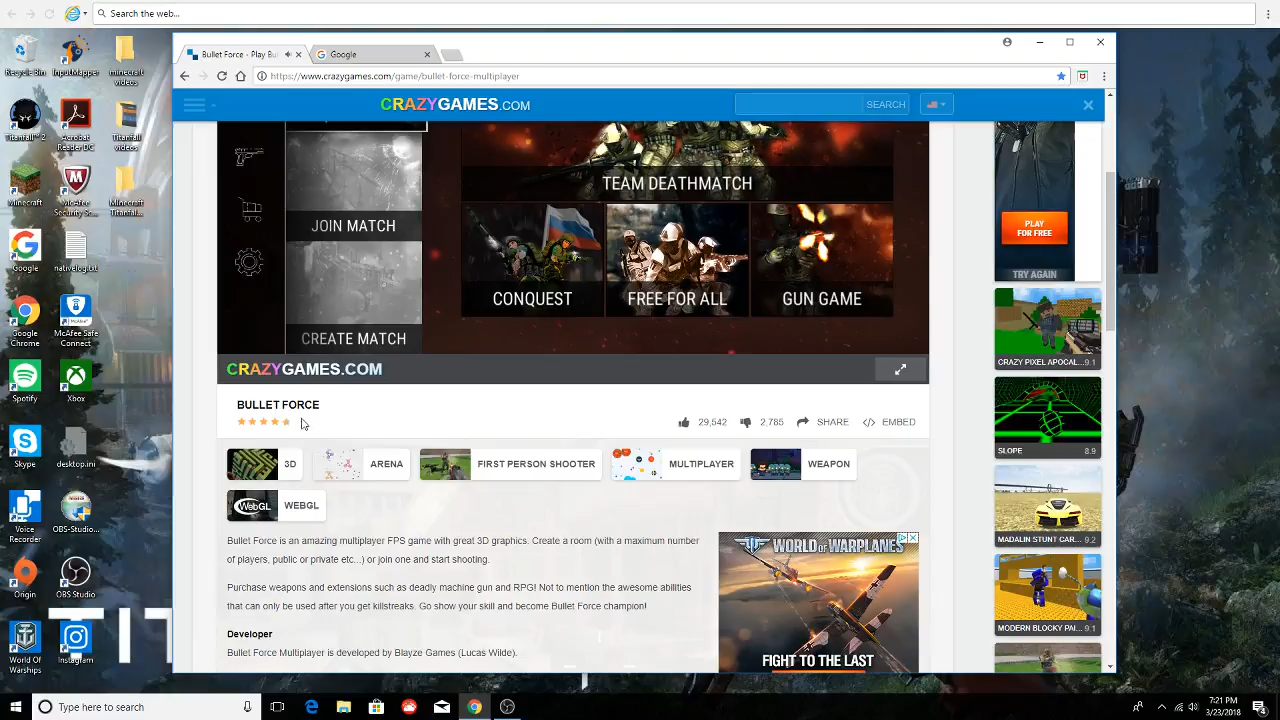 Search the web...
Bullet Force - Play Bu
Google
https://www.crazygames.com/game/bullet-force-multiplayer
CRAZYGAMES.COM
SEARCH
Recycle Bin
InputMapper
minecraft videos
Titanfall™ 2
Acrobat Reader DC
Titanfall videos
Minecraft
McAfee Security S...
Minecraft Titanfal...
Google
nativelog.txt
Google Chrome
McAfee Safe Connect
Spotify
Xbox
Skype
desktop.ini
Voice Recorder
OBS-Studio...
Origin
OBS Studio
World Of Warships
Instagram
TEAM DEATHMATCH
JOIN MATCH
CONQUEST
FREE FOR ALL
GUN GAME
CREATE MATCH
CRAZYGAMES.COM
PLAY
FOR FREE
TRY AGAIN
CRAZY PIXEL APOCAL... 9.1
SLOPE 8.9
MADALIN STUNT CAR... 9.2
MODERN BLOCKY PAI... 9.1
BULLET FORCE
29,542
2,785
SHARE
EMBED
3D
ARENA
FIRST PERSON SHOOTER
MULTIPLAYER
WEAPON
WebGL
WEBGL
Bullet Force is an amazing multiplayer FPS game with great 3D graphics. Create a room (with a maximum number
of players, public/private etc...) or join one and start shooting.
Purchase weapons and extensions such as deadly machine gun and RPG! Not to mention the awesome abilities
that can only be used after you get killstreaks. Go show your skill and become Bullet Force champion!
Developer
Bullet Force Multiplayer is developed by Blayze Games (Lucas Wilde).
WORLD OF WARPLANES
FIGHT TO THE LAST
Type here to search
7:21 PM
3/23/2018